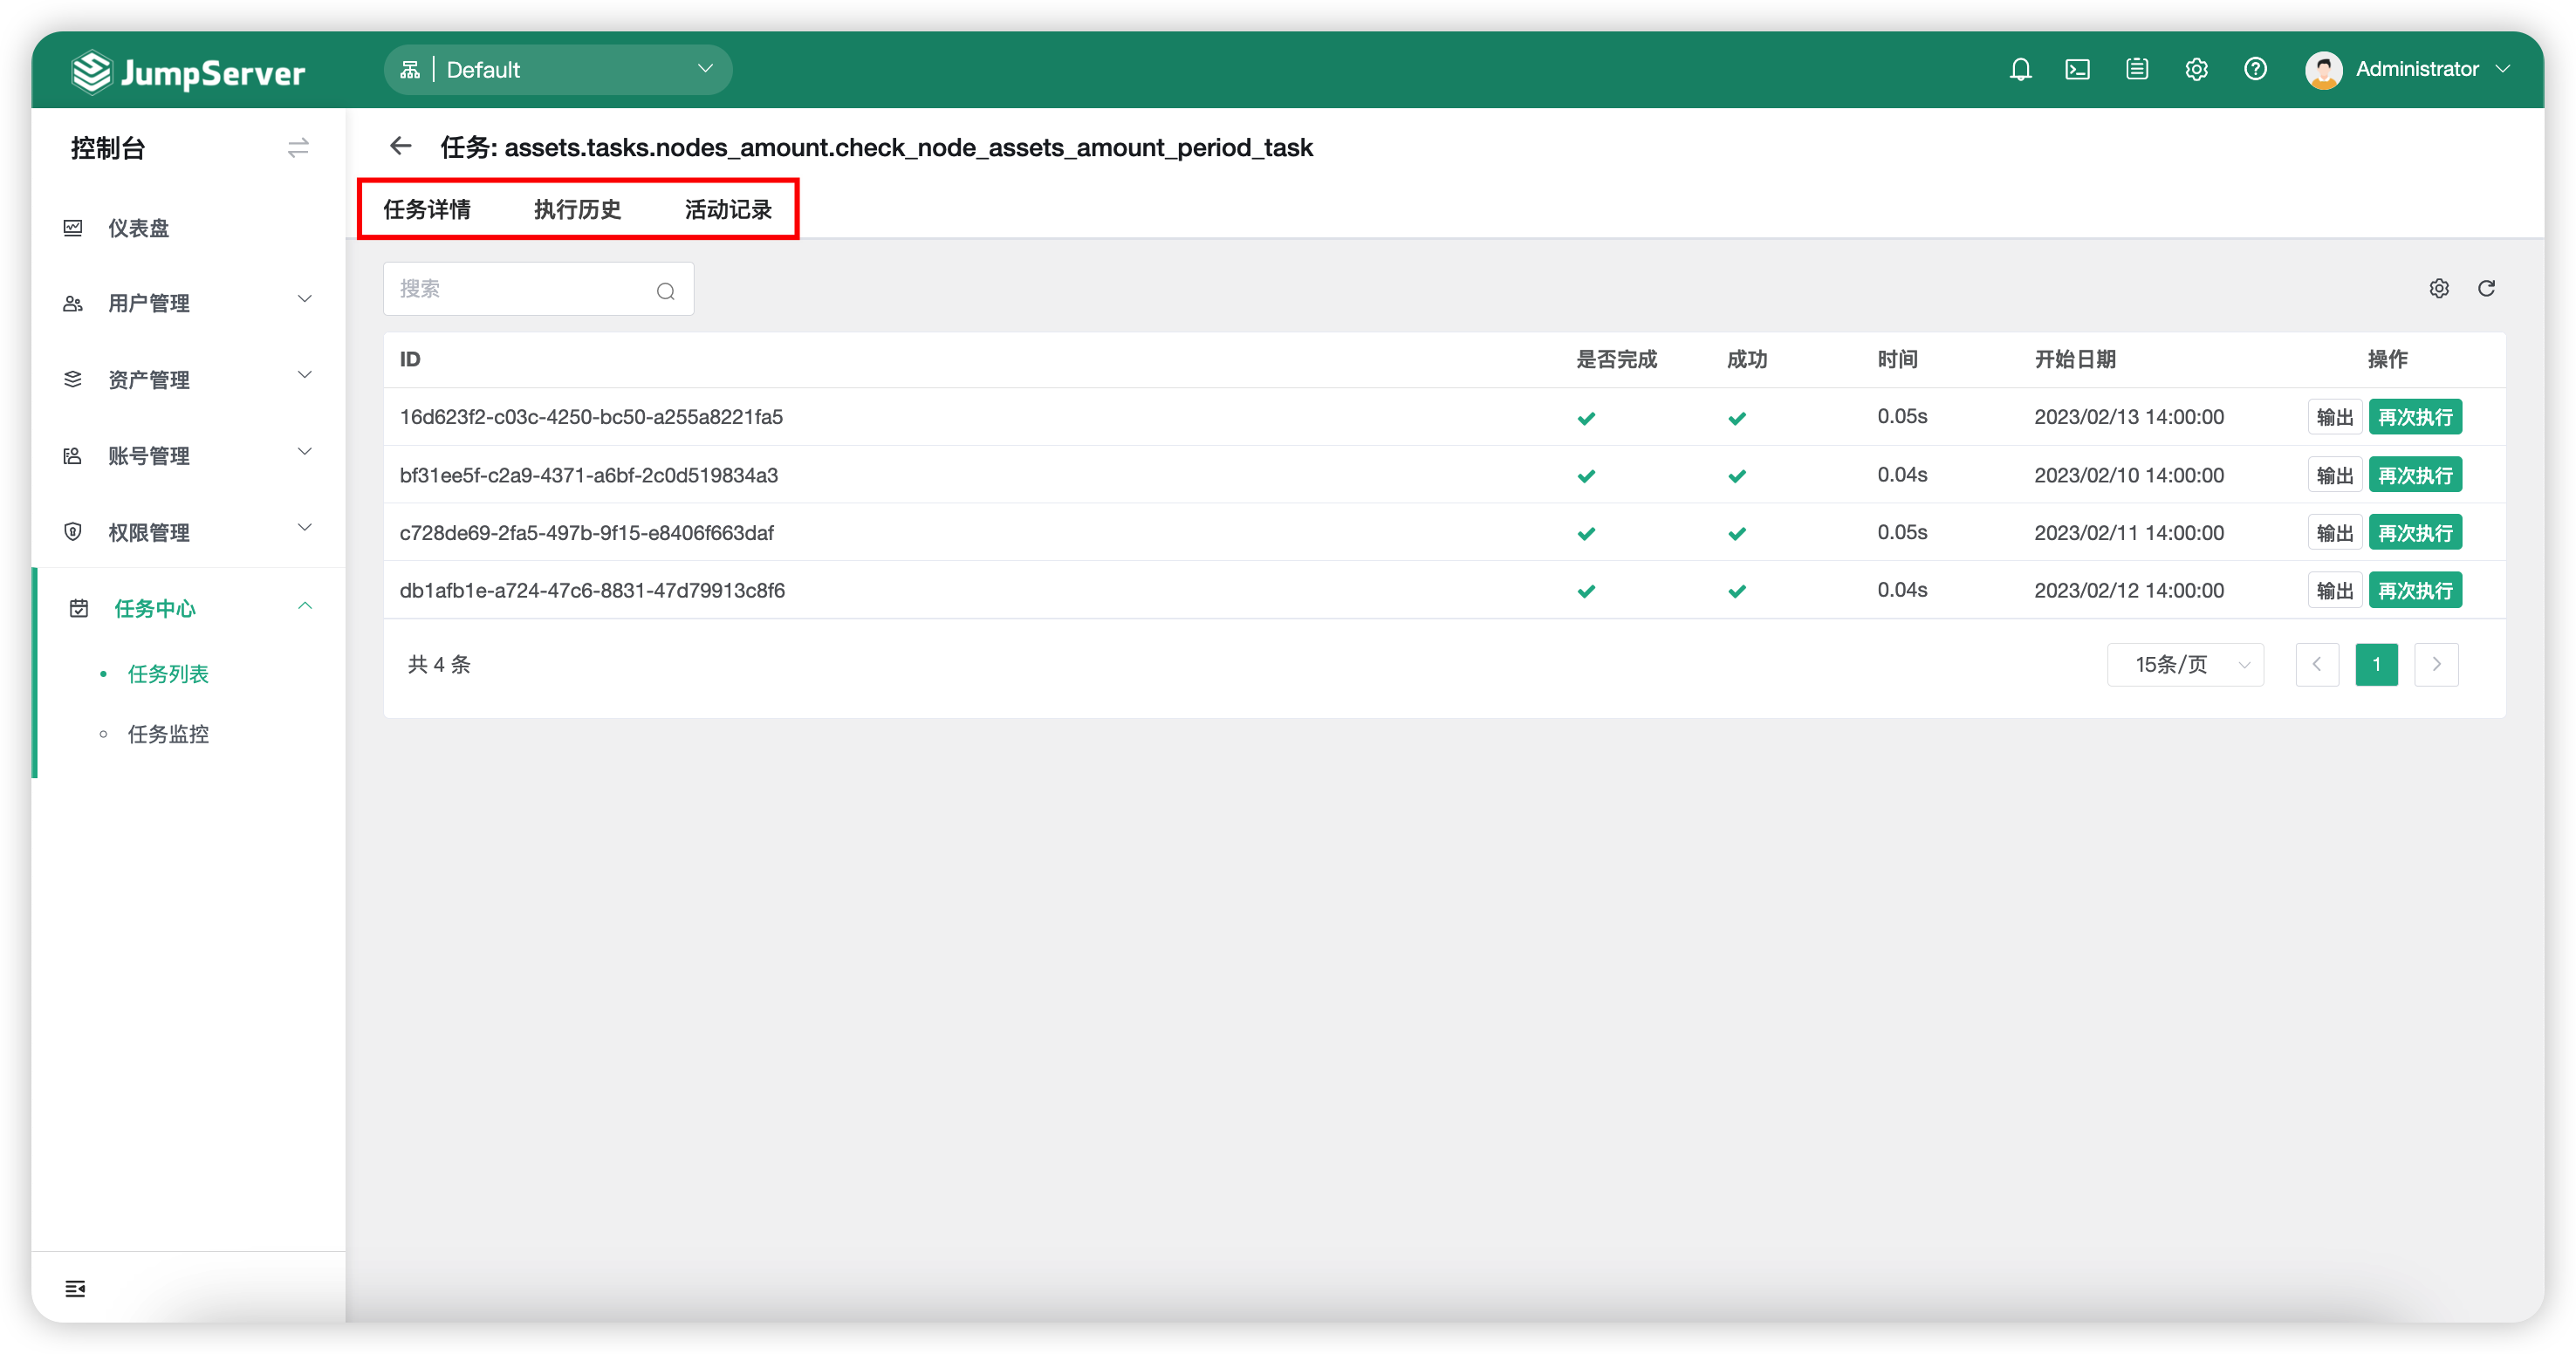 JumpServer
Default
Administrator
控制台
任务: assets.tasks.nodes_amount.check_node_assets_amount_period_task
任务详情 执行历史 活动记录
仪表盘
用户管理
资产管理
账号管理
权限管理
任务中心
任务列表
任务监控
搜索
ID 是否完成 成功 时间 开始日期 操作
16d623f2-c03c-4250-bc50-a255a8221fa5 0.05s 2023/02/13 14:00:00 输出 再次执行
bf31ee5f-c2a9-4371-a6bf-2c0d519834a3 0.04s 2023/02/10 14:00:00 输出 再次执行
c728de69-2fa5-497b-9f15-e8406f663daf 0.05s 2023/02/11 14:00:00 输出 再次执行
db1afb1e-a724-47c6-8831-47d79913c8f6 0.04s 2023/02/12 14:00:00 输出 再次执行
共 4 条 15条/页 1